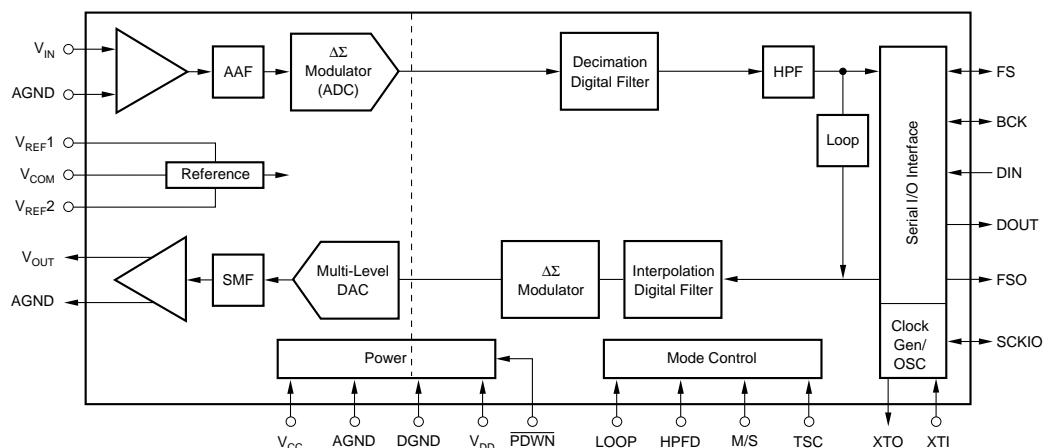 V_IN
AGND
AAF
ΔΣ
Modulator
(ADC)
Decimation
Digital Filter
HPF
Loop
Serial I/O Interface
FS
BCK
DIN
DOUT
FSO
V_REF1
V_COM
V_REF2
Reference
V_OUT
AGND
SMF
Multi-Level
DAC
ΔΣ
Modulator
Interpolation
Digital Filter
Clock
Gen/
OSC
SCKIO
Power
Mode Control
V_CC
AGND
DGND
V_DD
PDWN
LOOP
HPFD
M/S
TSC
XTO
XTI